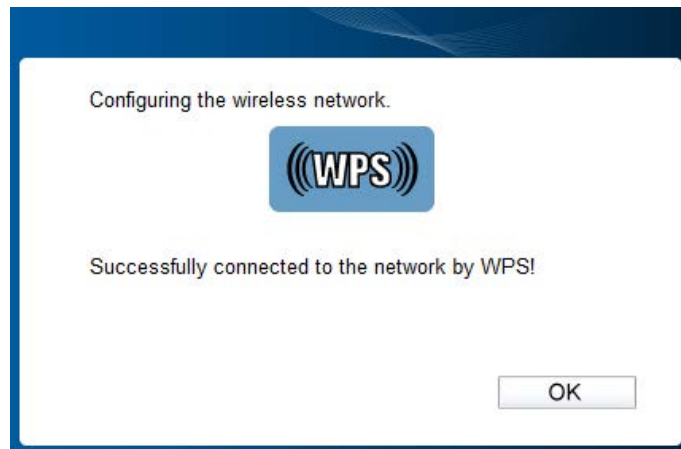 Configuring the wireless network.
WPS
Successfully connected to the network by WPS!
OK